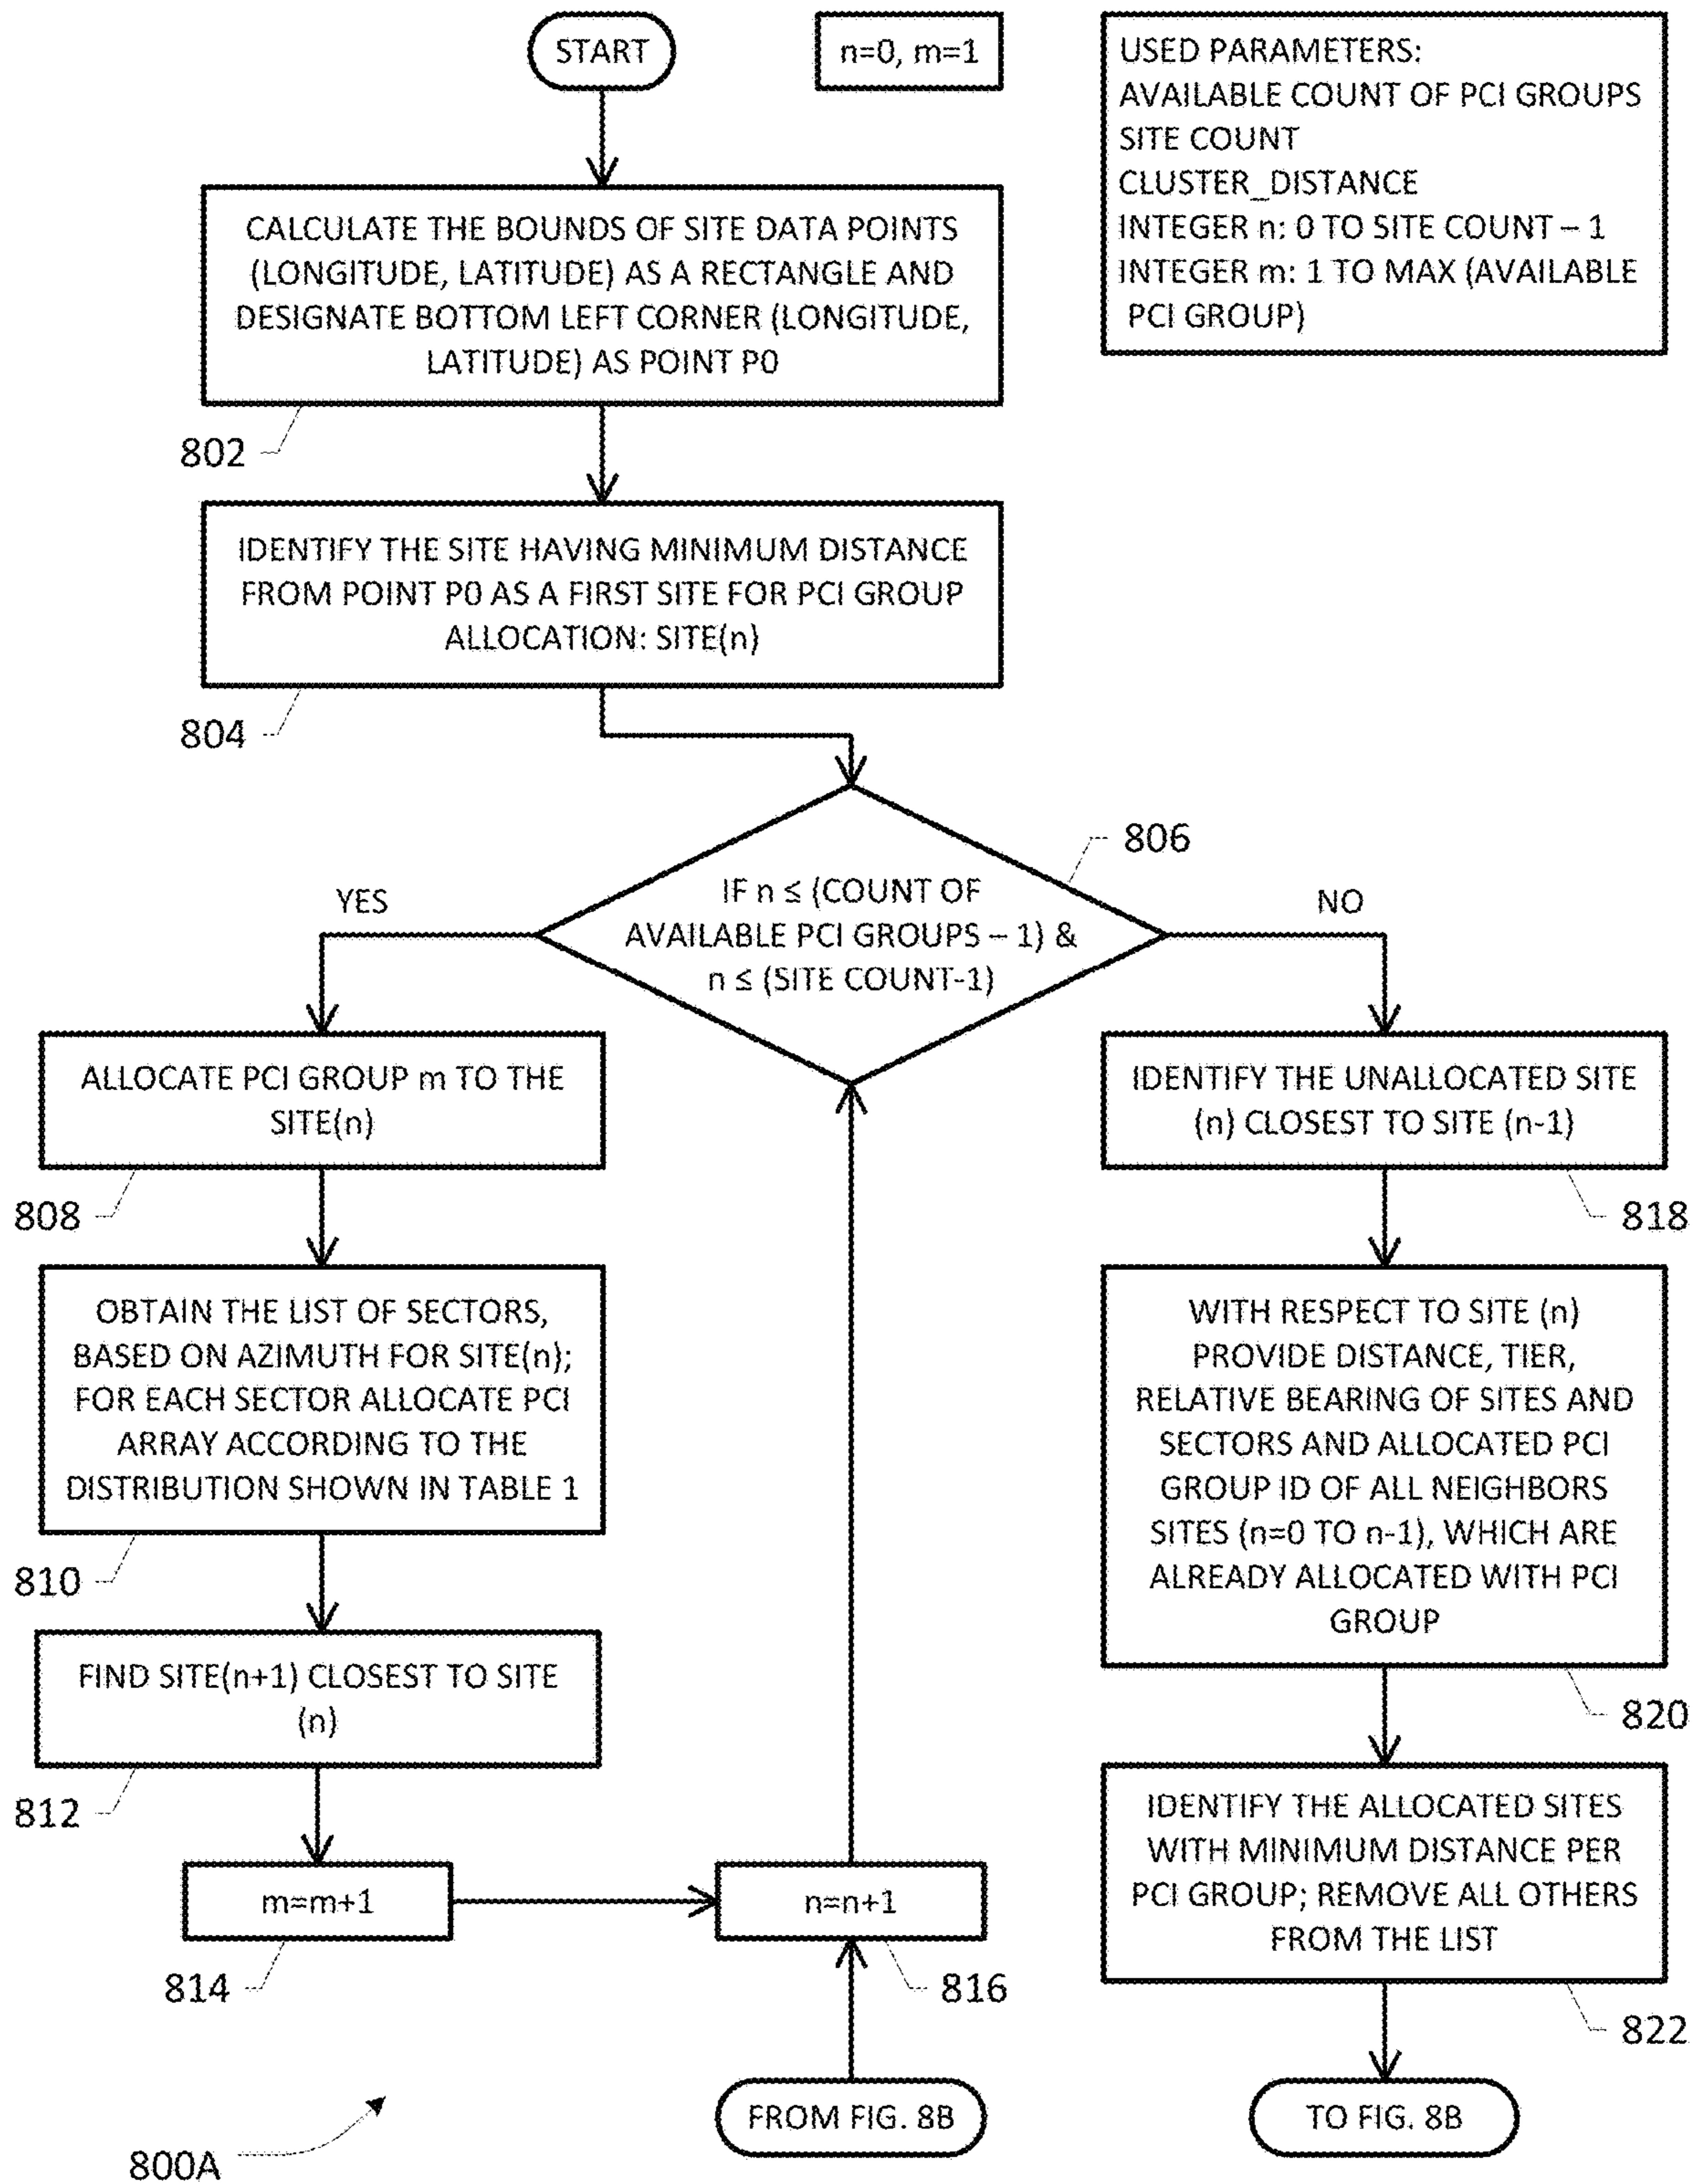 START
n=0, m=1
USED PARAMETERS:
AVAILABLE COUNT OF PCI GROUPS
SITE COUNT
CLUSTER_DISTANCE
INTEGER n: 0 TO SITE COUNT – 1
INTEGER m: 1 TO MAX (AVAILABLE
PCI GROUP)
CALCULATE THE BOUNDS OF SITE DATA POINTS
(LONGITUDE, LATITUDE) AS A RECTANGLE AND
DESIGNATE BOTTOM LEFT CORNER (LONGITUDE,
LATITUDE) AS POINT P0
802
IDENTIFY THE SITE HAVING MINIMUM DISTANCE
FROM POINT P0 AS A FIRST SITE FOR PCI GROUP
ALLOCATION: SITE(n)
804
806
IF n ≤ (COUNT OF
AVAILABLE PCI GROUPS – 1) &
n ≤ (SITE COUNT-1)
YES
NO
ALLOCATE PCI GROUP m TO THE
SITE(n)
808
OBTAIN THE LIST OF SECTORS,
BASED ON AZIMUTH FOR SITE(n);
FOR EACH SECTOR ALLOCATE PCI
ARRAY ACCORDING TO THE
DISTRIBUTION SHOWN IN TABLE 1
810
FIND SITE(n+1) CLOSEST TO SITE
(n)
812
m=m+1
814
n=n+1
816
FROM FIG. 8B
IDENTIFY THE UNALLOCATED SITE
(n) CLOSEST TO SITE (n-1)
818
WITH RESPECT TO SITE (n)
PROVIDE DISTANCE, TIER,
RELATIVE BEARING OF SITES AND
SECTORS AND ALLOCATED PCI
GROUP ID OF ALL NEIGHBORS
SITES (n=0 TO n-1), WHICH ARE
ALREADY ALLOCATED WITH PCI
GROUP
820
IDENTIFY THE ALLOCATED SITES
WITH MINIMUM DISTANCE PER
PCI GROUP; REMOVE ALL OTHERS
FROM THE LIST
822
TO FIG. 8B
800A